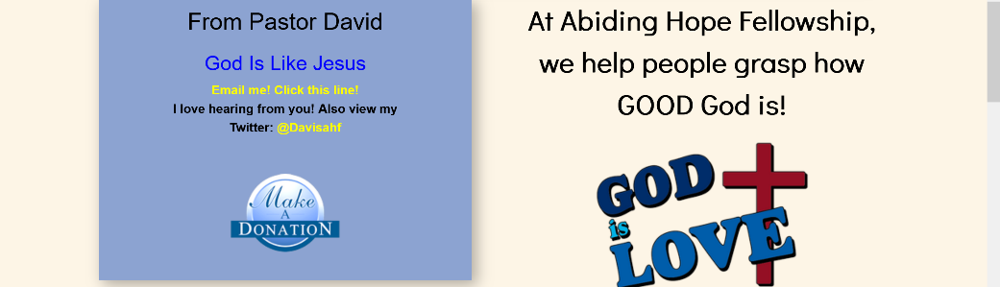 From Pastor David
God Is Like Jesus
Email me! Click this line!
I love hearing from you! Also view my
Twitter: @Davisahf
Make
A
DONATION
At Abiding Hope Fellowship,
we help people grasp how
GOOD God is!
GOD
is
LOVE